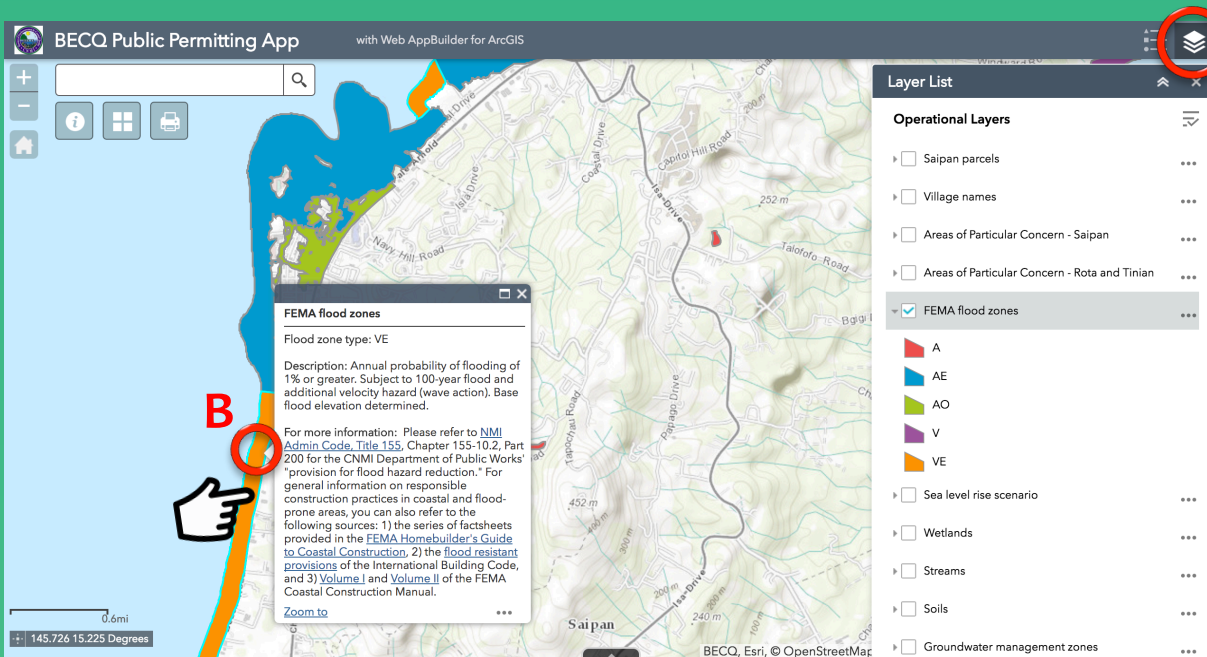 BECQ Public Permitting App
with Web AppBuilder for ArcGIS
Layer List
Operational Layers
Saipan parcels
Village names
Areas of Particular Concern - Saipan
Areas of Particular Concern - Rota and Tinian
FEMA flood zones
A
AE
AO
V
VE
Sea level rise scenario
Wetlands
Streams
Soils
Groundwater management zones
FEMA flood zones
Flood zone type: VE
Description: Annual probability of flooding of
1% or greater. Subject to 100-year flood and
additional velocity hazard (wave action). Base
flood elevation determined.
For more information: Please refer to NMI
Admin Code, Title 155, Chapter 155-10.2, Part
200 for the CNMI Department of Public Works'
"provision for flood hazard reduction." For
general information on responsible
construction practices in coastal and flood-
prone areas, you can also refer to the
following sources: 1) the series of factsheets
provided in the FEMA Homebuilder's Guide
to Coastal Construction, 2) the flood resistant
provisions of the International Building Code,
and 3) Volume I and Volume II of the FEMA
Coastal Construction Manual.
Zoom to
B
Isla Drive
Navy Hill Road
Coastal Drive
Capitol Hill Road
Isa-Drive
252 m
200 m
Talofofo Road
Papago Drive
Tapochau Road
452 m
400 m
300 m
200 m
Isa-Drive
240 m
Saipan
0.6mi
145.726 15.225 Degrees
BECQ, Esri, © OpenStreetMap